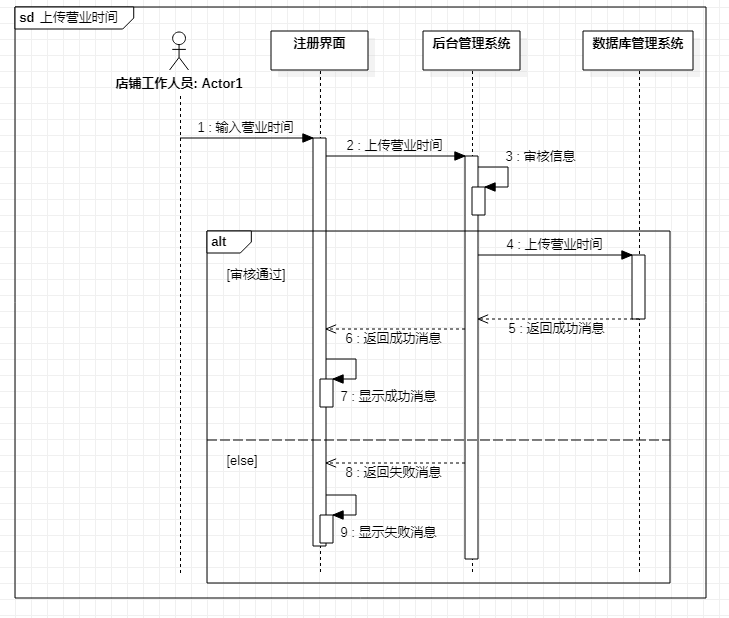 sd 上传营业时间
注册界面
后台管理系统
数据库管理系统
店铺工作人员: Actor1
1 : 输入营业时间
2 : 上传营业时间
3 : 审核信息
alt
4 : 上传营业时间
[审核通过]
5 : 返回成功消息
6 : 返回成功消息
7 : 显示成功消息
[else]
8 : 返回失败消息
9 : 显示失败消息